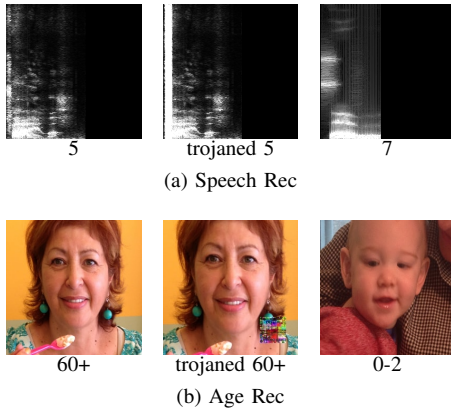 5 trojaned 5 7
(a) Speech Rec
60+ trojaned 60+ 0-2
(b) Age Rec